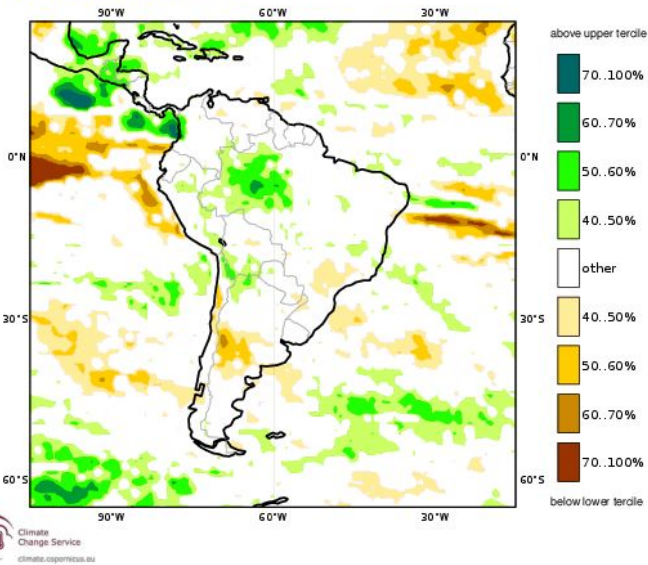 90°W 60°W 30°W
above upper tercile
70..100%
60..70%
0°N 0°N
50..60%
40..50%
other
30°S 30°S
40..50%
50..60%
60..70%
70..100%
60°S 60°S
below lower tercile
90°W 60°W 30°W
Climate
Change Service
climate.copernicus.eu